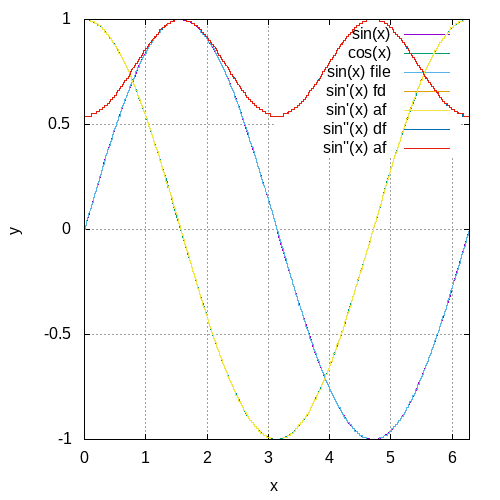 1
0.5
0
-0.5
-1
y
sin(x)
cos(x)
sin(x) file
sin'(x) fd
sin'(x) af
sin''(x) df
sin''(x) af
0 1 2 3 4 5 6
x